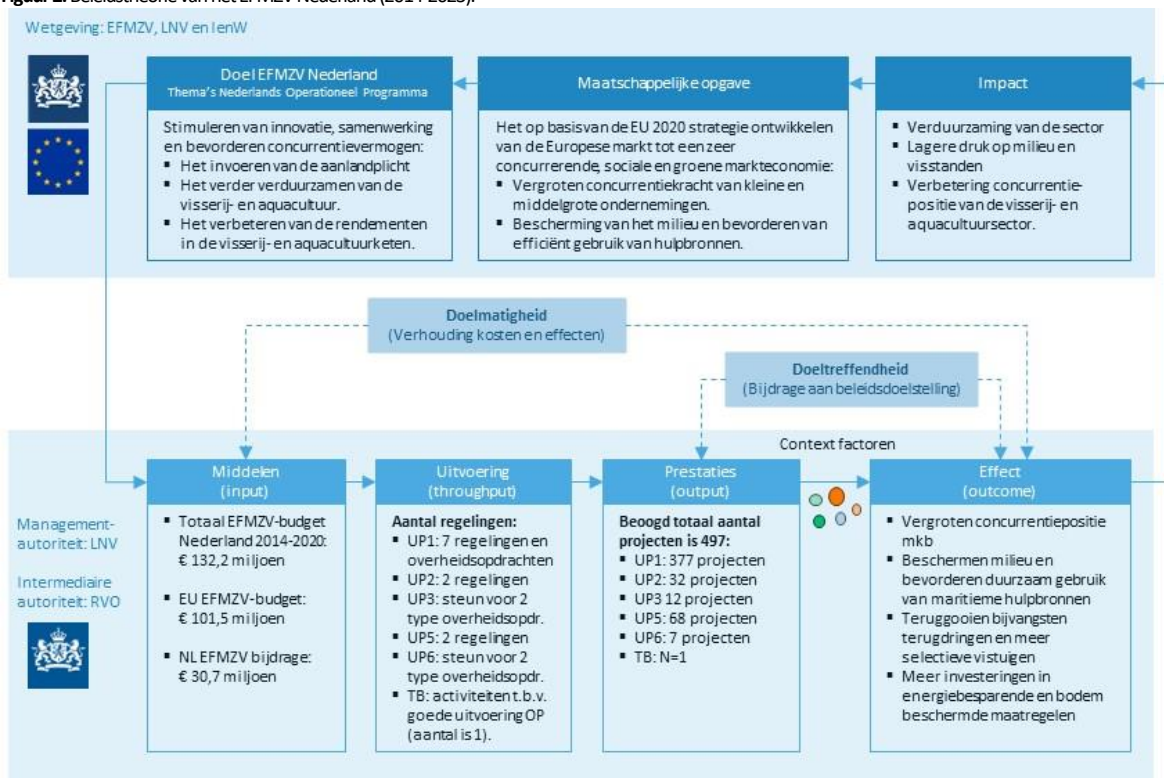 Figuur 1. Beleidstheorie van het EFMZV Nederland (2014-2023).
Wetgeving: EFMZV, LNV en IenW
Doel EFMZV Nederland
Thema's Nederlands Operationeel Programma
Stimuleren van innovatie, samenwerking
en bevorderen concurrentievermogen:
▪ Het invoeren van de aanlandplicht
▪ Het verder verduurzamen van de
visserij- en aquacultuur.
▪ Het verbeteren van de rendementen
in de visserij- en aquacultuurketen.
Maatschappelijke opgave
Het op basis van de EU 2020 strategie ontwikkelen
van de Europese markt tot een zeer
concurrerende, sociale en groene markteconomie:
▪ Vergroten concurrentiekracht van kleine en
middelgrote ondernemingen.
▪ Bescherming van het milieu en bevorderen van
efficiënt gebruik van hulpbronnen.
Impact
▪ Verduurzaming van de sector
▪ Lagere druk op milieu en
visstanden
▪ Verbetering concurrentie-
positie van de visserij- en
aquacultuursector.
Doelmatigheid
(Verhouding kosten en effecten)
Doeltreffendheid
(Bijdrage aan beleidsdoelstelling)
Context factoren
Management-
autoriteit: LNV
Intermediaire
autoriteit: RVO
Middelen
(input)
▪ Totaal EFMZV-budget
Nederland 2014-2020:
€ 132,2 miljoen
▪ EU EFMZV-budget:
€ 101,5 miljoen
▪ NL EFMZV bijdrage:
€ 30,7 miljoen
Uitvoering
(throughput)
Aantal regelingen:
▪ UP1: 7 regelingen en
overheidsopdrachten
▪ UP2: 2 regelingen
▪ UP3: steun voor 2
type overheidsopdr.
▪ UP5: 2 regelingen
▪ UP6: steun voor 2
type overheidsopdr.
▪ TB: activiteiten t.b.v.
goede uitvoering OP
(aantal is 1).
Prestaties
(output)
Beoogd totaal aantal
projecten is 497:
▪ UP1: 377 projecten
▪ UP2: 32 projecten
▪ UP3 12 projecten
▪ UP5: 68 projecten
▪ UP6: 7 projecten
▪ TB: N=1
Effect
(outcome)
▪ Vergroten concurrentiepositie
mkb
▪ Beschermen milieu en
bevorderen duurzaam gebruik
van maritieme hulpbronnen
▪ Teruggooien bijvangsten
terugdringen en meer
selectieve vistuigen
▪ Meer investeringen in
energiebesparende en bodem
beschermde maatregelen